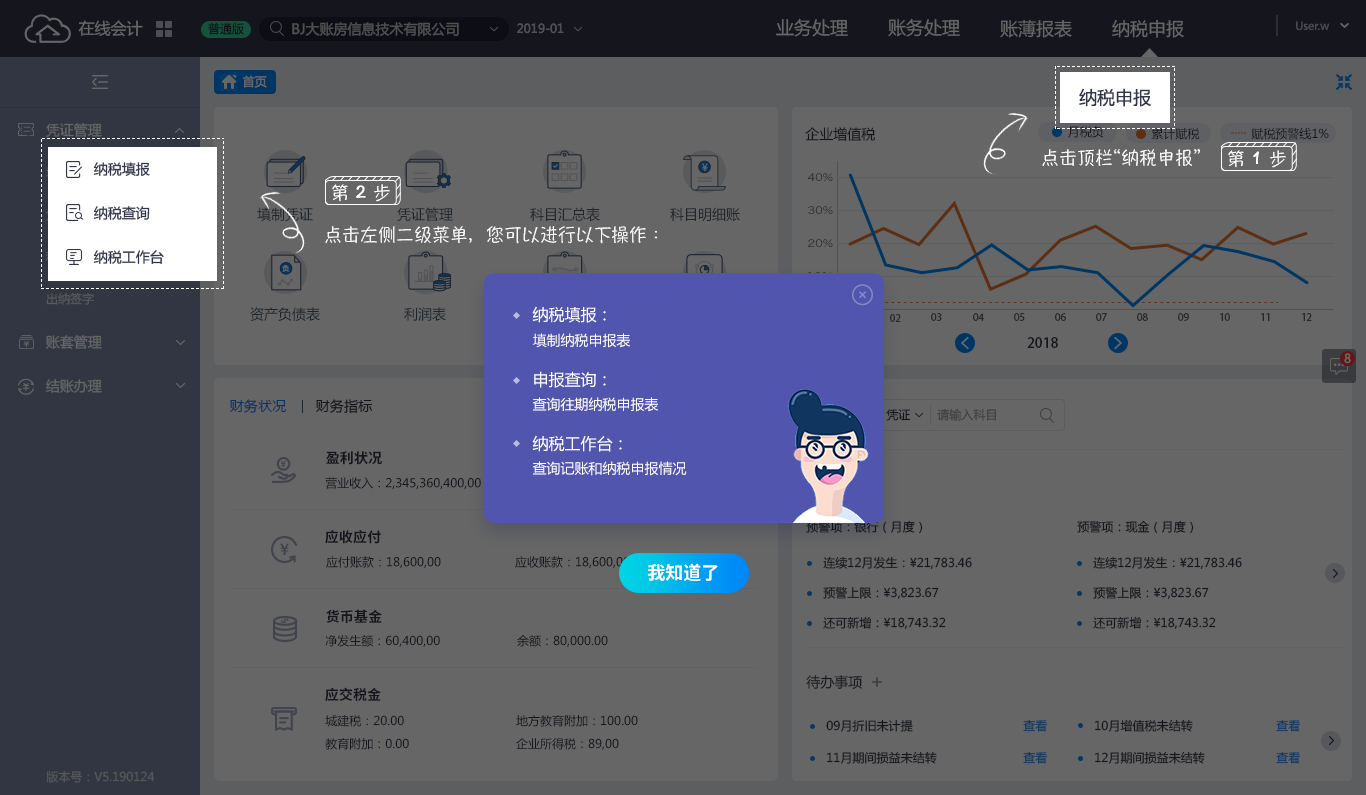 在线会计
普通版
BJ大账房信息技术有限公司
2019-01
业务处理
账务处理
账薄报表
纳税申报
User.w
首页
凭证管理
纳税填报
纳税查询
纳税工作台
出纳签字
账套管理
结账办理
版本号：V5.190124
填制凭证
凭证管理
科目汇总表
科目明细账
资产负债表
利润表
第 2 步
点击左侧二级菜单，您可以进行以下操作：
纳税申报
点击顶栏“纳税申报”
第 1 步
企业增值税
月税负
累计赋税
赋税预警线1%
40%
30%
20%
02 03 04 05 06 07 08 09 10 11 12
2018
8
纳税填报：
填制纳税申报表
申报查询：
查询往期纳税申报表
纳税工作台：
查询记账和纳税申报情况
我知道了
财务状况 | 财务指标
盈利状况
营业收入：2,345,360,400,00
应收应付
应付账款：18,600,00
应收账款：18,600,0
货币基金
净发生额：60,400,00
余额：80,000.00
应交税金
城建税：20.00
地方教育附加：100.00
教育附加：0.00
企业所得税：89,00
凭证
请输入科目
预警项：银行（月度）
连续12月发生：¥21,783.46
预警上限：¥3,823.67
还可新增：¥18,743.32
预警项：现金（月度）
连续12月发生：¥21,783.46
预警上限：¥3,823.67
还可新增：¥18,743.32
待办事项 +
09月折旧未计提 查看
10月增值税未结转 查看
11月期间损益未结转 查看
12月期间损益未结转 查看